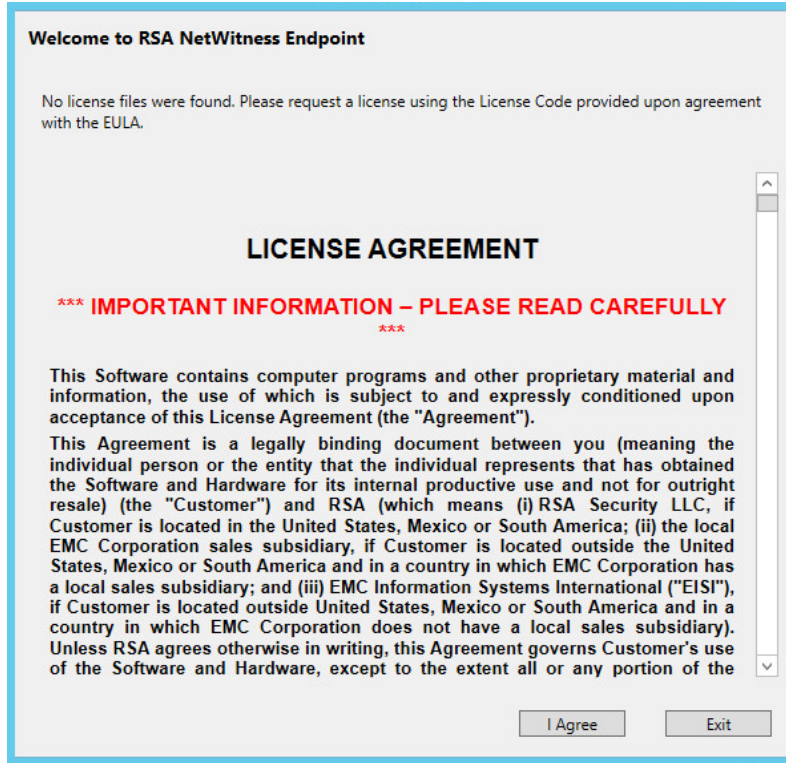 Welcome to RSA NetWitness Endpoint
No license files were found. Please request a license using the License Code provided upon agreement
with the EULA.
LICENSE AGREEMENT
*** IMPORTANT INFORMATION – PLEASE READ CAREFULLY
***
This Software contains computer programs and other proprietary material and
information, the use of which is subject to and expressly conditioned upon
acceptance of this License Agreement (the "Agreement").
This Agreement is a legally binding document between you (meaning the
individual person or the entity that the individual represents that has obtained
the Software and Hardware for its internal productive use and not for outright
resale) (the "Customer") and RSA (which means (i) RSA Security LLC, if
Customer is located in the United States, Mexico or South America; (ii) the local
EMC Corporation sales subsidiary, if Customer is located outside the United
States, Mexico or South America and in a country in which EMC Corporation has
a local sales subsidiary; and (iii) EMC Information Systems International ("EISI"),
if Customer is located outside United States, Mexico or South America and in a
country in which EMC Corporation does not have a local sales subsidiary).
Unless RSA agrees otherwise in writing, this Agreement governs Customer's use
of the Software and Hardware, except to the extent all or any portion of the
I Agree
Exit